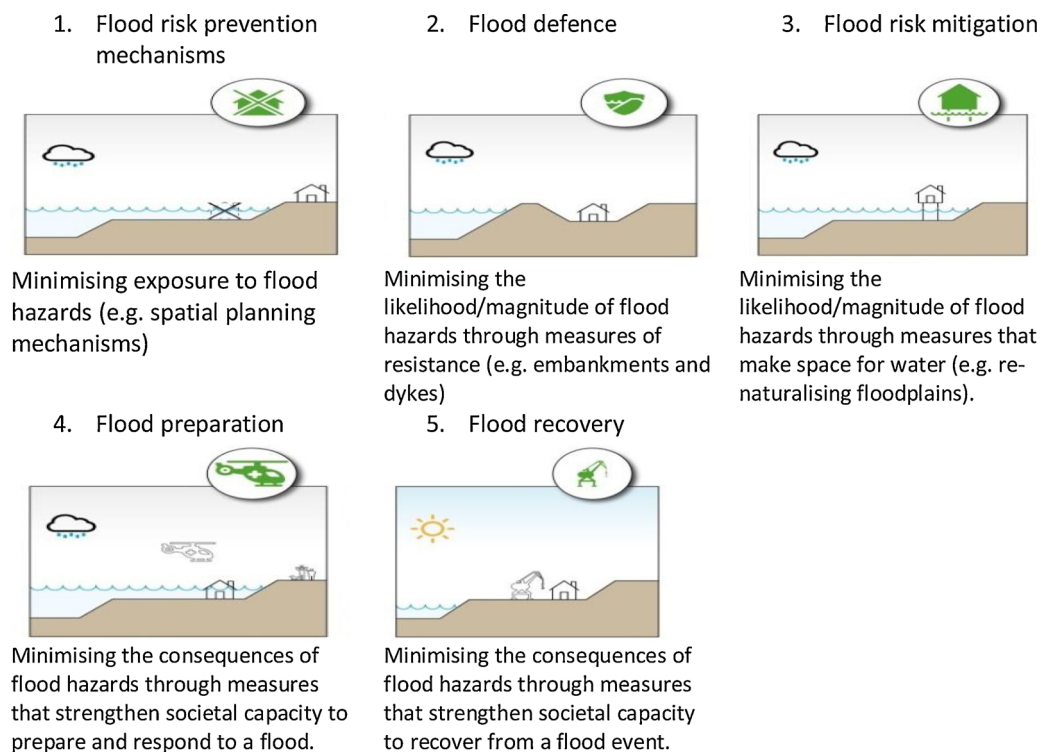 1. Flood risk prevention
mechanisms
2. Flood defence
3. Flood risk mitigation
Minimising exposure to flood
hazards (e.g. spatial planning
mechanisms)
Minimising the
likelihood/magnitude of flood
hazards through measures of
resistance (e.g. embankments and
dykes)
Minimising the
likelihood/magnitude of flood
hazards through measures that
make space for water (e.g. re-
naturalising floodplains).
4. Flood preparation
5. Flood recovery
Minimising the consequences of
flood hazards through measures
that strengthen societal capacity to
prepare and respond to a flood.
Minimising the consequences of
flood hazards through measures
that strengthen societal capacity
to recover from a flood event.